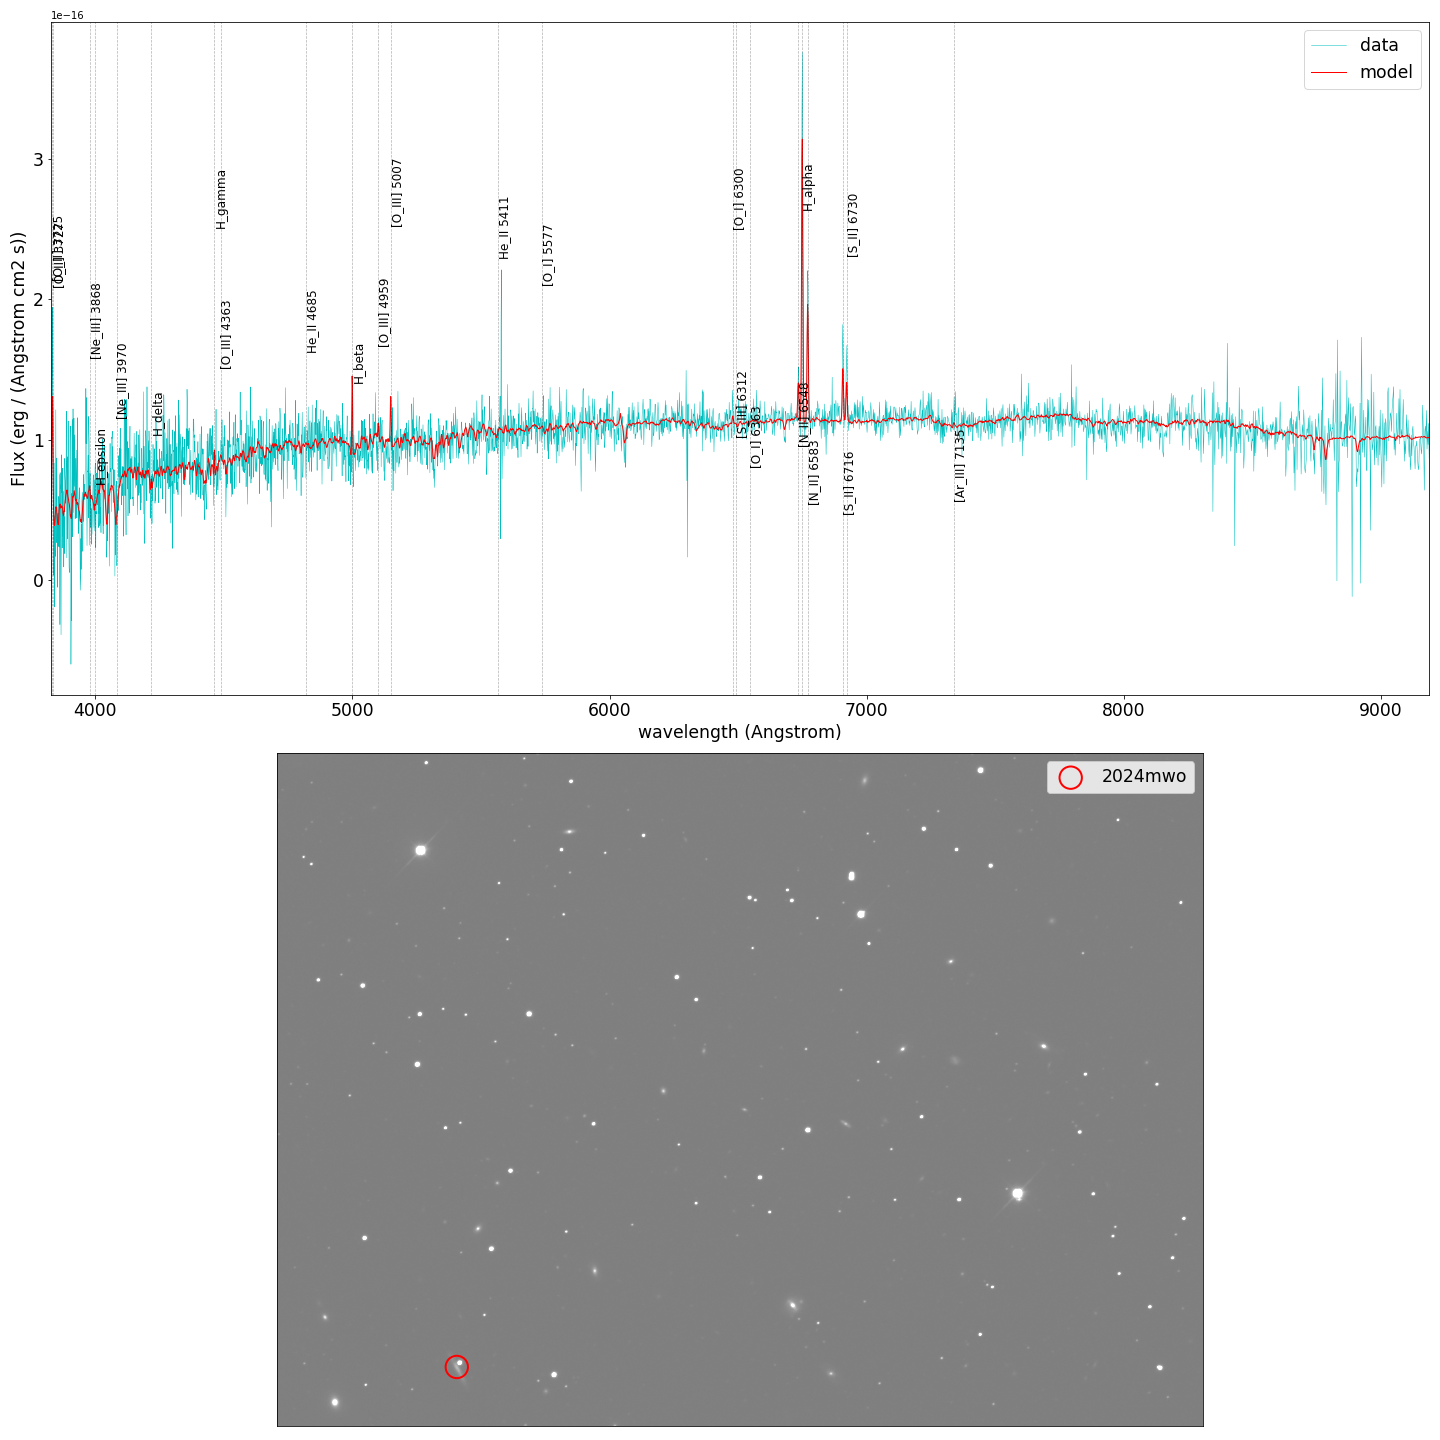 1e−16
data
model
Flux (erg / (Angstrom cm2 s))
3
2
1
0
[Ne_III] 3868
H_epsilon
[Ne_III] 3970
H_delta
H_gamma
[O_III] 4363
He_II 4685
H_beta
[O_III] 4959
[O_III] 5007
He_II 5411
[O_I] 5577
[O_I] 6300
[S_III] 6312
[O_I] 6363
[N_II] 6548
H_alpha
[N_II] 6583
[S_II] 6716
[S_II] 6730
[Ar_III] 7135
4000
5000
6000
7000
8000
9000
wavelength (Angstrom)
2024mwo